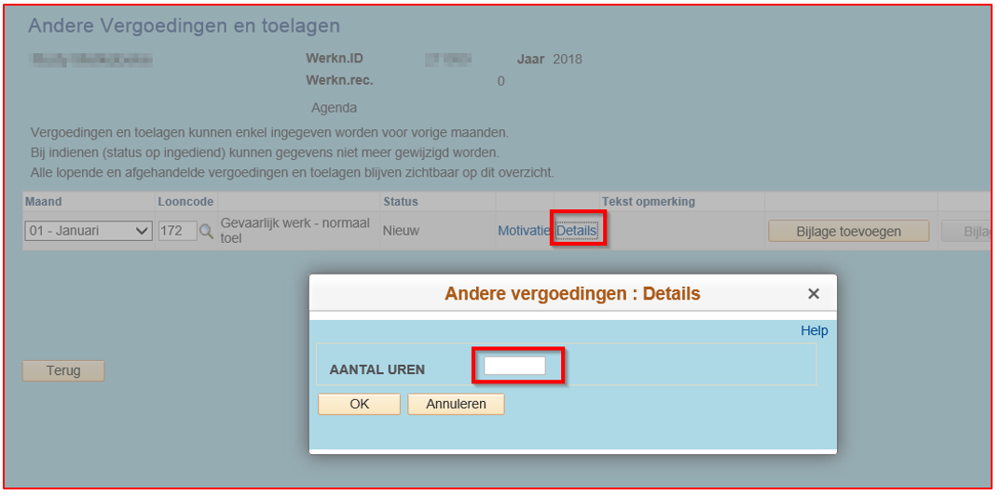 Andere Vergoedingen en toelagen
Werkn.ID Jaar 2018
Werkn.rec. 0
Agenda
Vergoedingen en toelagen kunnen enkel ingegeven worden voor vorige maanden.
Bij indienen (status op ingediend) kunnen gegevens niet meer gewijzigd worden.
Alle lopende en afgehandelde vergoedingen en toelagen blijven zichtbaar op dit overzicht.
Maand Looncode Status Tekst opmerking
01 - Januari 172 Gevaarlijk werk - normaal toel Nieuw Motivatie Details Bijlage toevoegen Bijla
Andere vergoedingen : Details ×
Help
AANTAL UREN
Terug
OK Annuleren